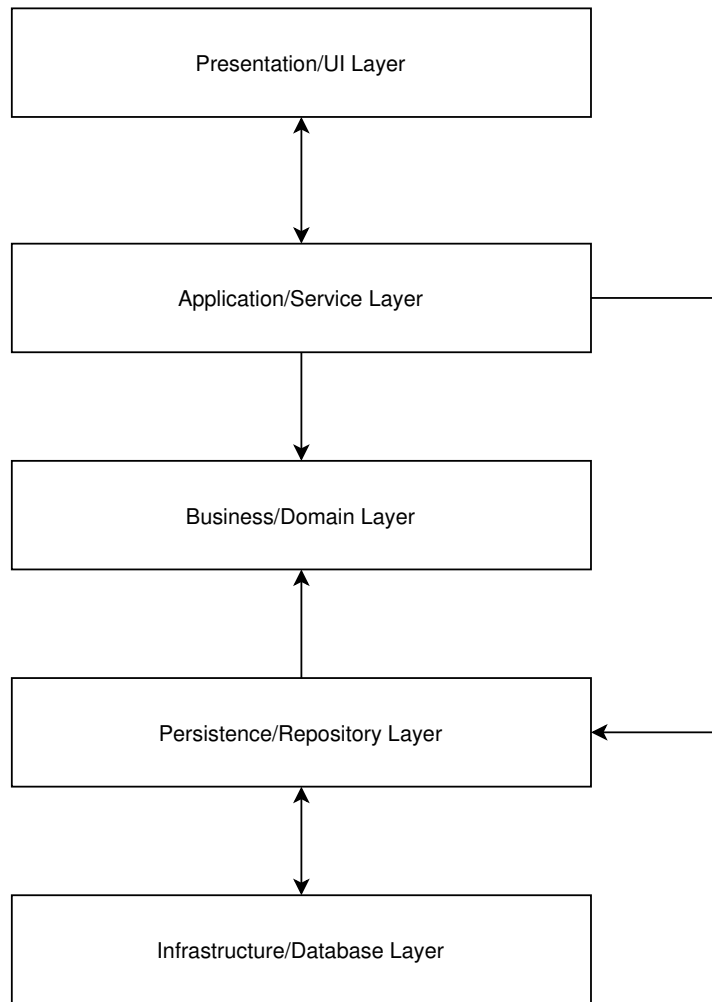 Presentation/UI Layer
Application/Service Layer
Business/Domain Layer
Persistence/Repository Layer
Infrastructure/Database Layer